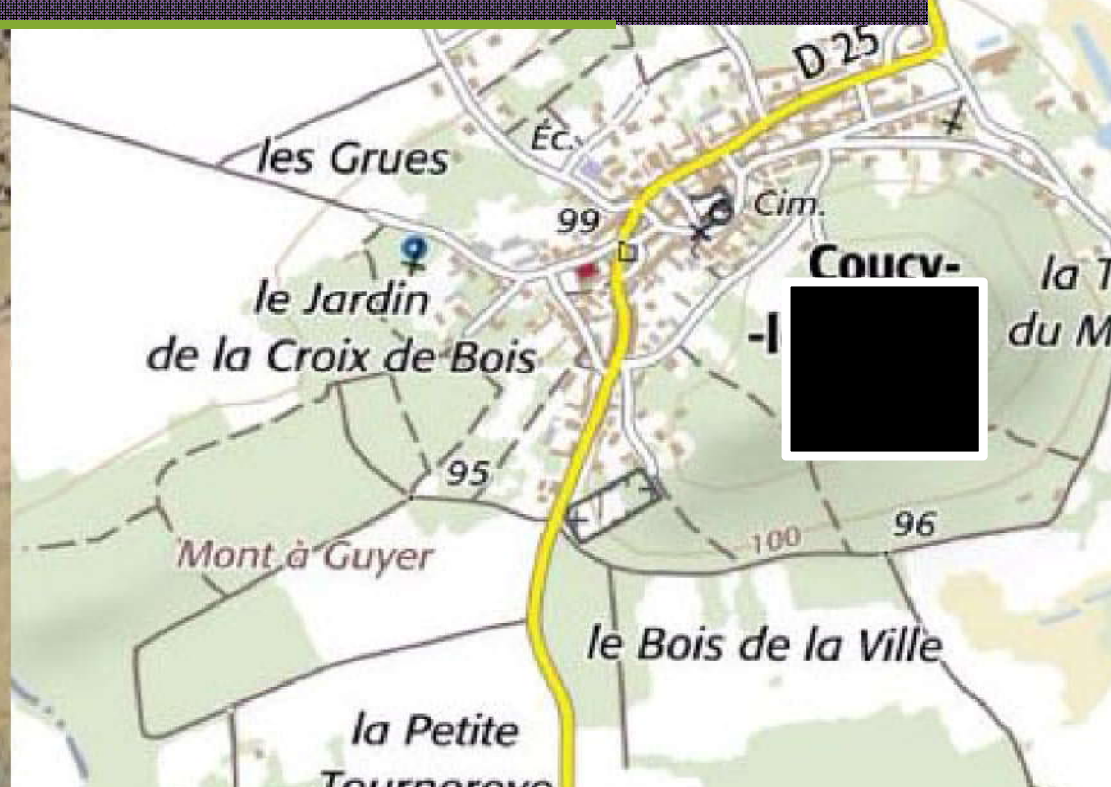 D 25
Éc.
les Grues
99
Cim.
Coucy-
la T
le Jardin
-l
du M
de la Croix de Bois
95
96
100
Mont à Guyer
le Bois de la Ville
la Petite